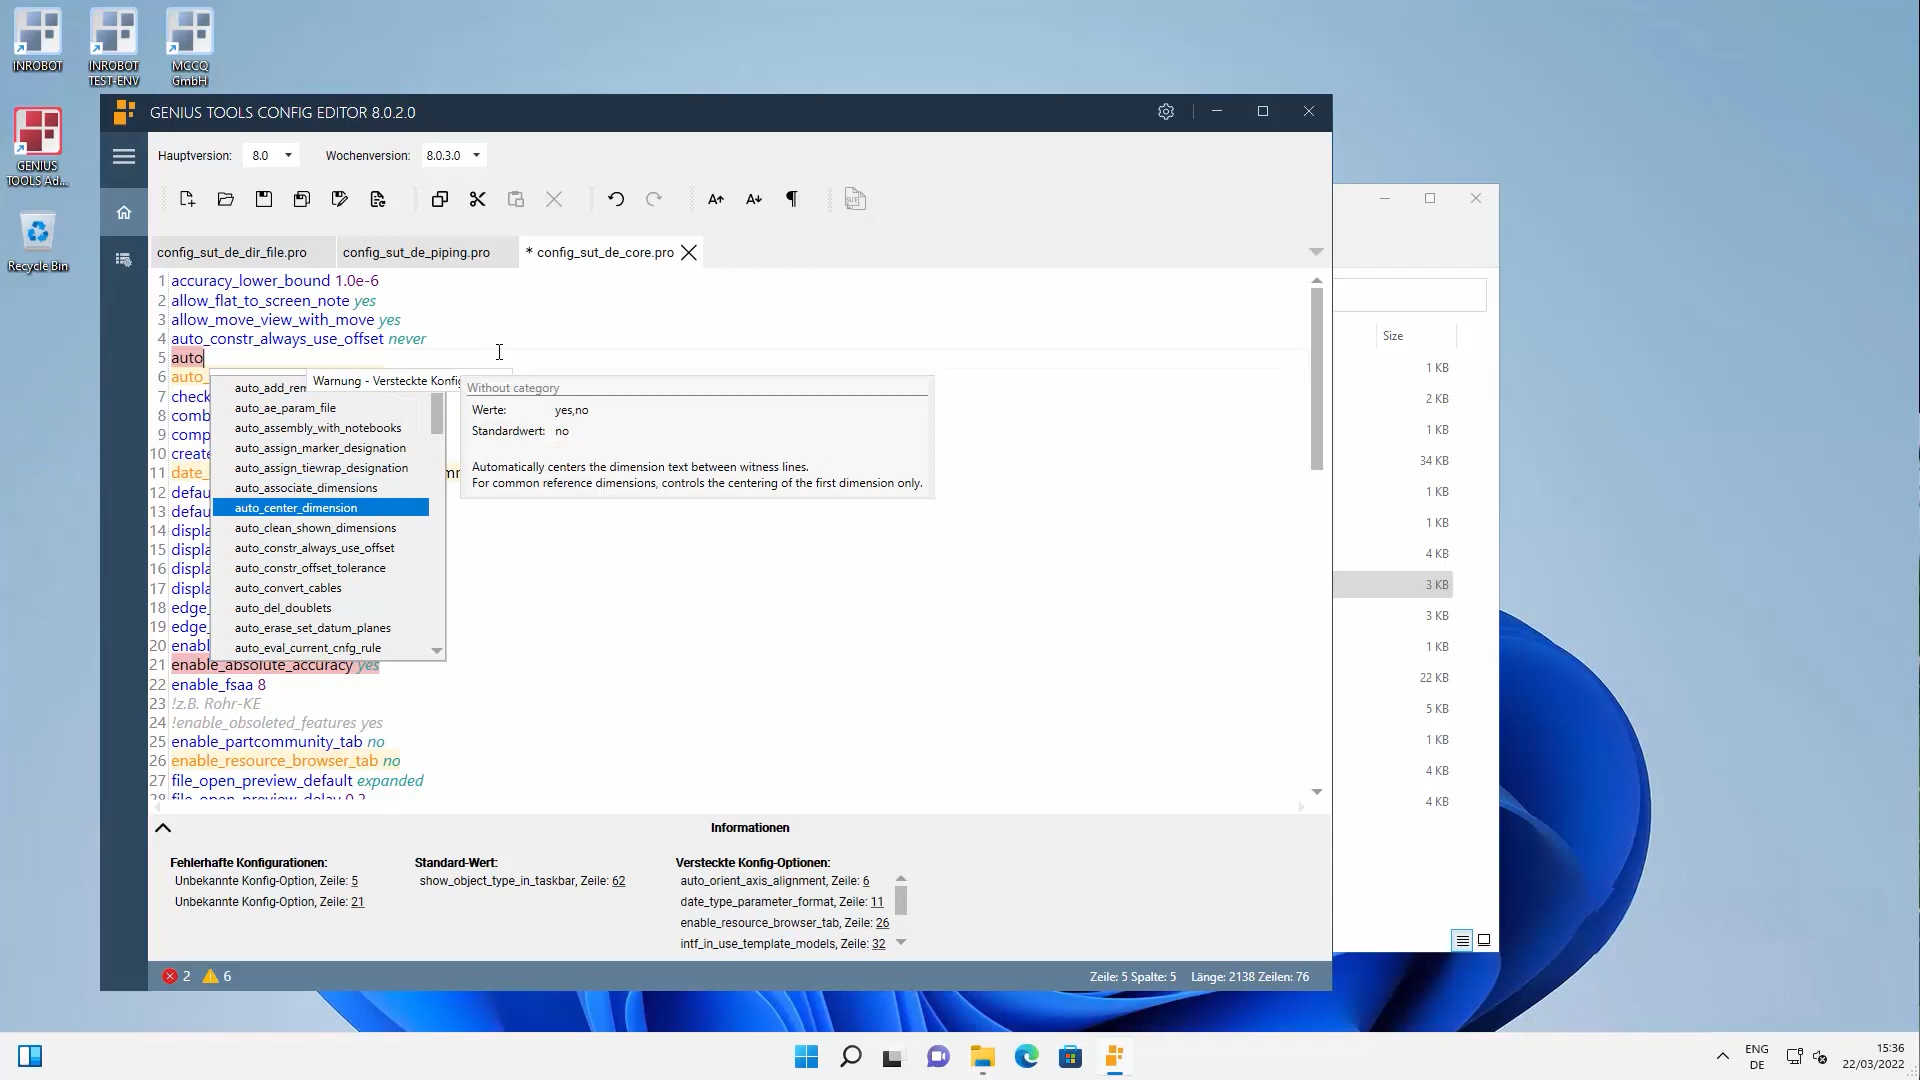 INROBOT
INROBOT
TEST-ENV
MCCQ
GmbH
GENIUS
TOOLS Ad...
Recycle Bin
GENIUS TOOLS CONFIG EDITOR 8.0.2.0
Hauptversion: 8.0 Wochenversion: 8.0.3.0
config_sut_de_dir_file.pro config_sut_de_piping.pro * config_sut_de_core.pro
1 accuracy_lower_bound 1.0e-6
2 allow_flat_to_screen_note yes
3 allow_move_view_with_move yes
4 auto_constr_always_use_offset never
5 auto
6 auto_
7 check
8 comb
9 comp
10 create
11 date_
12 defau
13 defau
14 displa
15 displa
16 displa
17 displa
18 edge_
19 edge_
20 enabl
21 enable_absolute_accuracy yes
22 enable_fsaa 8
23 !z.B. Rohr-KE
24 !enable_obsoleted_features yes
25 enable_partcommunity_tab no
26 enable_resource_browser_tab no
27 file_open_preview_default expanded
28 file_open_preview_delay 0.2
auto_add_rem
auto_ae_param_file
auto_assembly_with_notebooks
auto_assign_marker_designation
auto_assign_tiewrap_designation
auto_associate_dimensions
auto_center_dimension
auto_clean_shown_dimensions
auto_constr_always_use_offset
auto_constr_offset_tolerance
auto_convert_cables
auto_del_doublets
auto_erase_set_datum_planes
auto_eval_current_cnfg_rule
Warnung - Versteckte Konfig
Without category
Werte: yes,no
Standardwert: no
Automatically centers the dimension text between witness lines.
For common reference dimensions, controls the centering of the first dimension only.
Informationen
Fehlerhafte Konfigurationen:
Unbekannte Konfig-Option, Zeile: 5
Unbekannte Konfig-Option, Zeile: 21
Standard-Wert:
show_object_type_in_taskbar, Zeile: 62
Versteckte Konfig-Optionen:
auto_orient_axis_alignment, Zeile: 6
date_type_parameter_format, Zeile: 11
enable_resource_browser_tab, Zeile: 26
intf_in_use_template_models, Zeile: 32
2 6
Zeile: 5 Spalte: 5 Länge: 2138 Zeilen: 76
Size
1 KB
2 KB
1 KB
34 KB
1 KB
1 KB
4 KB
3 KB
3 KB
1 KB
22 KB
5 KB
1 KB
4 KB
4 KB
ENG
DE
15:36
22/03/2022